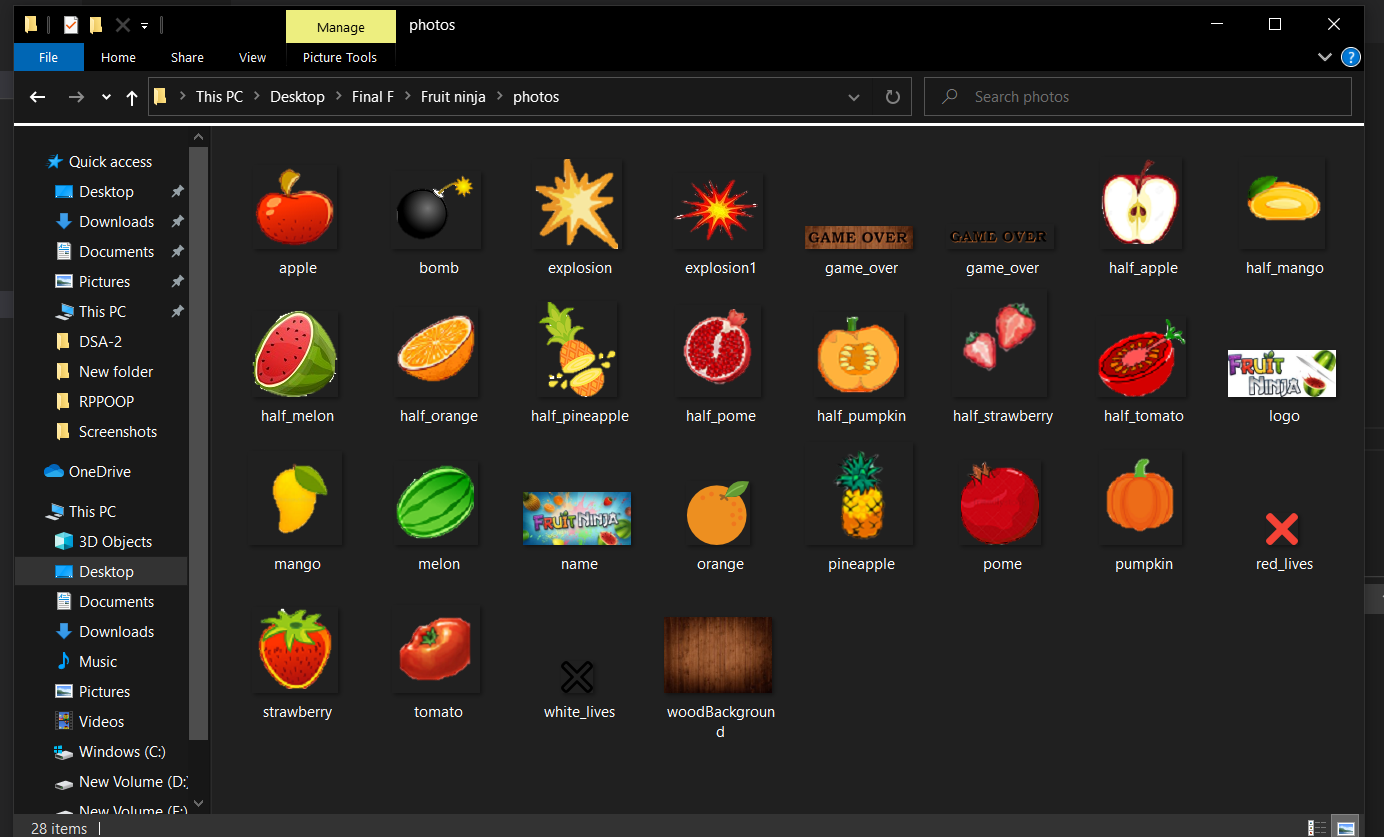 Manage
photos
File
Home
Share
View
Picture Tools
?
This PC
Desktop
Final F
Fruit ninja
photos
Search photos
Quick access
Desktop
Downloads
Documents
Pictures
This PC
DSA-2
New folder
RPPOOP
Screenshots
OneDrive
This PC
3D Objects
Desktop
Documents
Downloads
Music
Pictures
Videos
Windows (C:)
New Volume (D:)
New Volume (E:)
apple
bomb
explosion
explosion1
GAME OVER
game_over
GAME OVER
game_over
half_apple
half_mango
half_melon
half_orange
half_pineapple
half_pome
half_pumpkin
half_strawberry
half_tomato
FRUIT
NINJA
logo
mango
melon
FRUIT NINJA
name
orange
pineapple
pome
pumpkin
red_lives
strawberry
tomato
white_lives
woodBackgroun
d
28 items